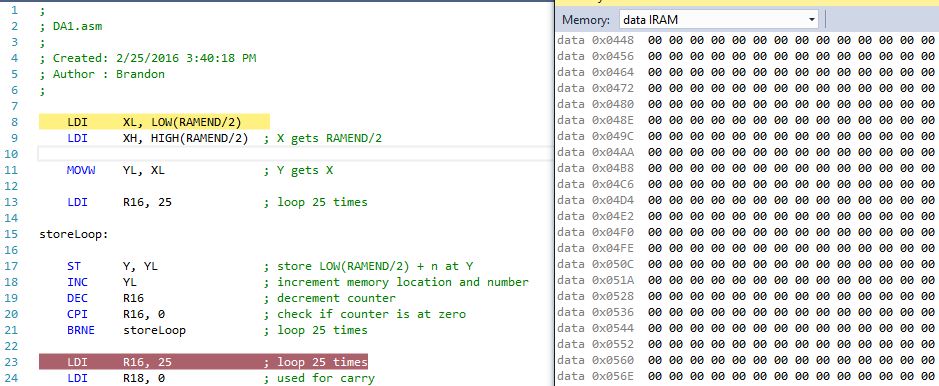 1 ;
2 ; DA1.asm
3 ;
4 ; Created: 2/25/2016 3:40:18 PM
5 ; Author : Brandon
6 ;
7
8 LDI XL, LOW(RAMEND/2)
9 LDI XH, HIGH(RAMEND/2) ; X gets RAMEND/2
10
11 MOVW YL, XL ; Y gets X
12
13 LDI R16, 25 ; loop 25 times
14
15 storeLoop:
16
17 ST Y, YL ; store LOW(RAMEND/2) + n at Y
18 INC YL ; increment memory location and number
19 DEC R16 ; decrement counter
20 CPI R16, 0 ; check if counter is at zero
21 BRNE storeLoop ; loop 25 times
22
23 LDI R16, 25 ; loop 25 times
24 LDI R18, 0 ; used for carry
Memory: data IRAM
data 0x0448 00 00 00 00 00 00 00 00 00 00 00 00 00 00
data 0x0456 00 00 00 00 00 00 00 00 00 00 00 00 00 00
data 0x0464 00 00 00 00 00 00 00 00 00 00 00 00 00 00
data 0x0472 00 00 00 00 00 00 00 00 00 00 00 00 00 00
data 0x0480 00 00 00 00 00 00 00 00 00 00 00 00 00 00
data 0x048E 00 00 00 00 00 00 00 00 00 00 00 00 00 00
data 0x049C 00 00 00 00 00 00 00 00 00 00 00 00 00 00
data 0x04AA 00 00 00 00 00 00 00 00 00 00 00 00 00 00
data 0x04B8 00 00 00 00 00 00 00 00 00 00 00 00 00 00
data 0x04C6 00 00 00 00 00 00 00 00 00 00 00 00 00 00
data 0x04D4 00 00 00 00 00 00 00 00 00 00 00 00 00 00
data 0x04E2 00 00 00 00 00 00 00 00 00 00 00 00 00 00
data 0x04F0 00 00 00 00 00 00 00 00 00 00 00 00 00 00
data 0x04FE 00 00 00 00 00 00 00 00 00 00 00 00 00 00
data 0x050C 00 00 00 00 00 00 00 00 00 00 00 00 00 00
data 0x051A 00 00 00 00 00 00 00 00 00 00 00 00 00 00
data 0x0528 00 00 00 00 00 00 00 00 00 00 00 00 00 00
data 0x0536 00 00 00 00 00 00 00 00 00 00 00 00 00 00
data 0x0544 00 00 00 00 00 00 00 00 00 00 00 00 00 00
data 0x0552 00 00 00 00 00 00 00 00 00 00 00 00 00 00
data 0x0560 00 00 00 00 00 00 00 00 00 00 00 00 00 00
data 0x056E 00 00 00 00 00 00 00 00 00 00 00 00 00 00